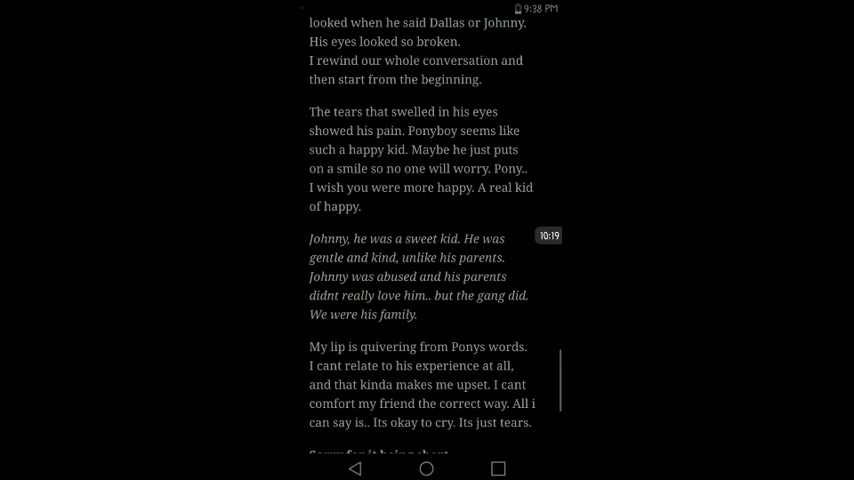 9:38 PM
looked when he said Dallas or Johnny.
His eyes looked so broken.
I rewind our whole conversation and
then start from the beginning.
The tears that swelled in his eyes
showed his pain. Ponyboy seems like
such a happy kid. Maybe he just puts
on a smile so no one will worry. Pony..
I wish you were more happy. A real kid
of happy.
10:19
Johnny, he was a sweet kid. He was
gentle and kind, unlike his parents.
Johnny was abused and his parents
didnt really love him.. but the gang did.
We were his family.
My lip is quivering from Ponys words.
I cant relate to his experience at all,
and that kinda makes me upset. I cant
comfort my friend the correct way. All i
can say is.. Its okay to cry. Its just tears.